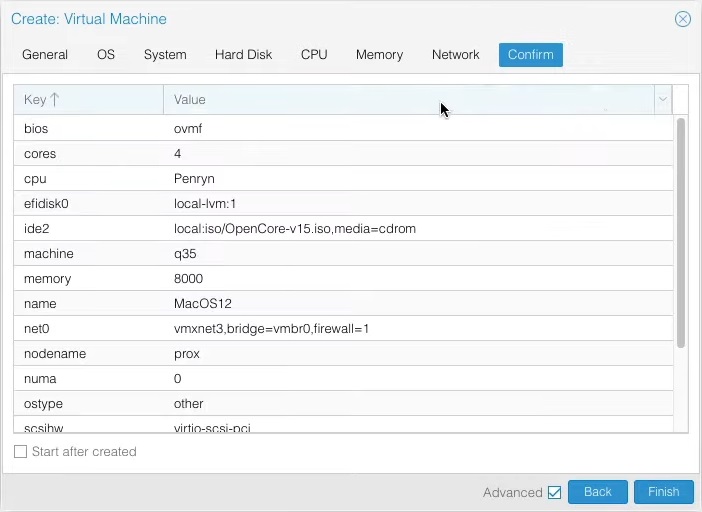 Create: Virtual Machine
General OS System Hard Disk CPU Memory Network Confirm
Key Value
bios ovmf
cores 4
cpu Penryn
efidisk0 local-lvm:1
ide2 local:iso/OpenCore-v15.iso,media=cdrom
machine q35
memory 8000
name MacOS12
net0 vmxnet3,bridge=vmbr0,firewall=1
nodename prox
numa 0
ostype other
scsihw virtio-scsi-pci
Start after created
Advanced Back Finish